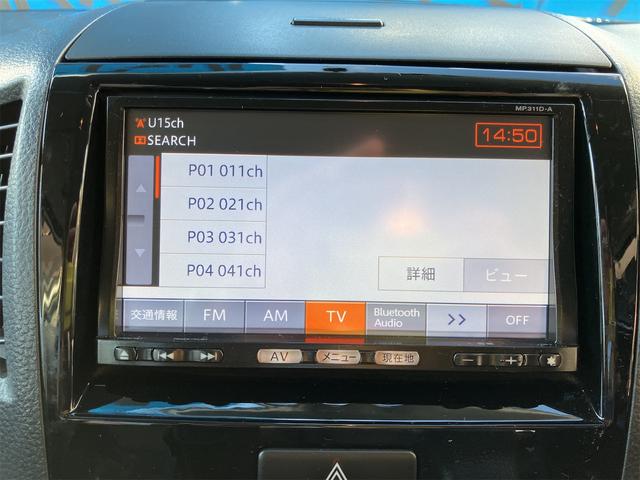 MP311D-A
U15ch
SEARCH
14:50
P01 011ch
P02 021ch
P03 031ch
P04 041ch
詳細
ビュー
交通情報
FM
AM
TV
Bluetooth
Audio
>>
OFF
AV
メニュー
現在地